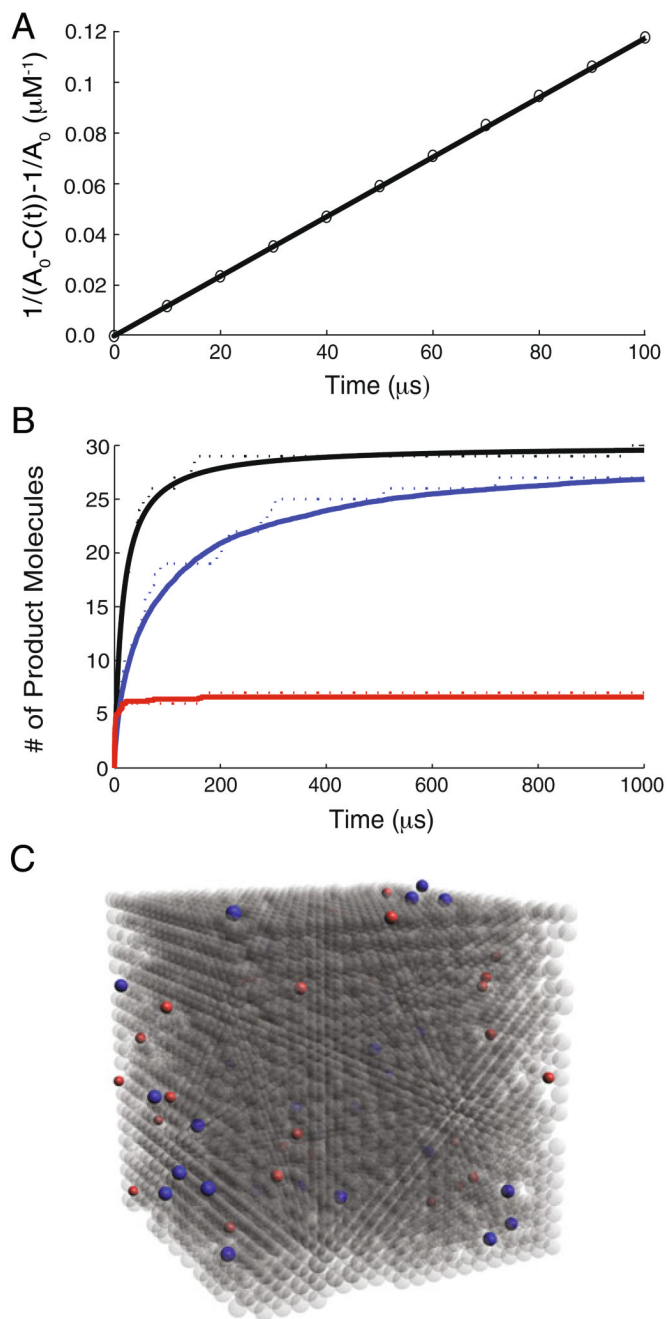 A
1/(A₀-C(t))-1/A₀ (μM⁻¹)
0.12
0.1
0.08
0.06
0.04
0.02
0.0
0 20 40 60 80 100
Time (μs)
B
# of Product Molecules
30
25
20
15
10
5
0
0 200 400 600 800 1000
Time (μs)
C